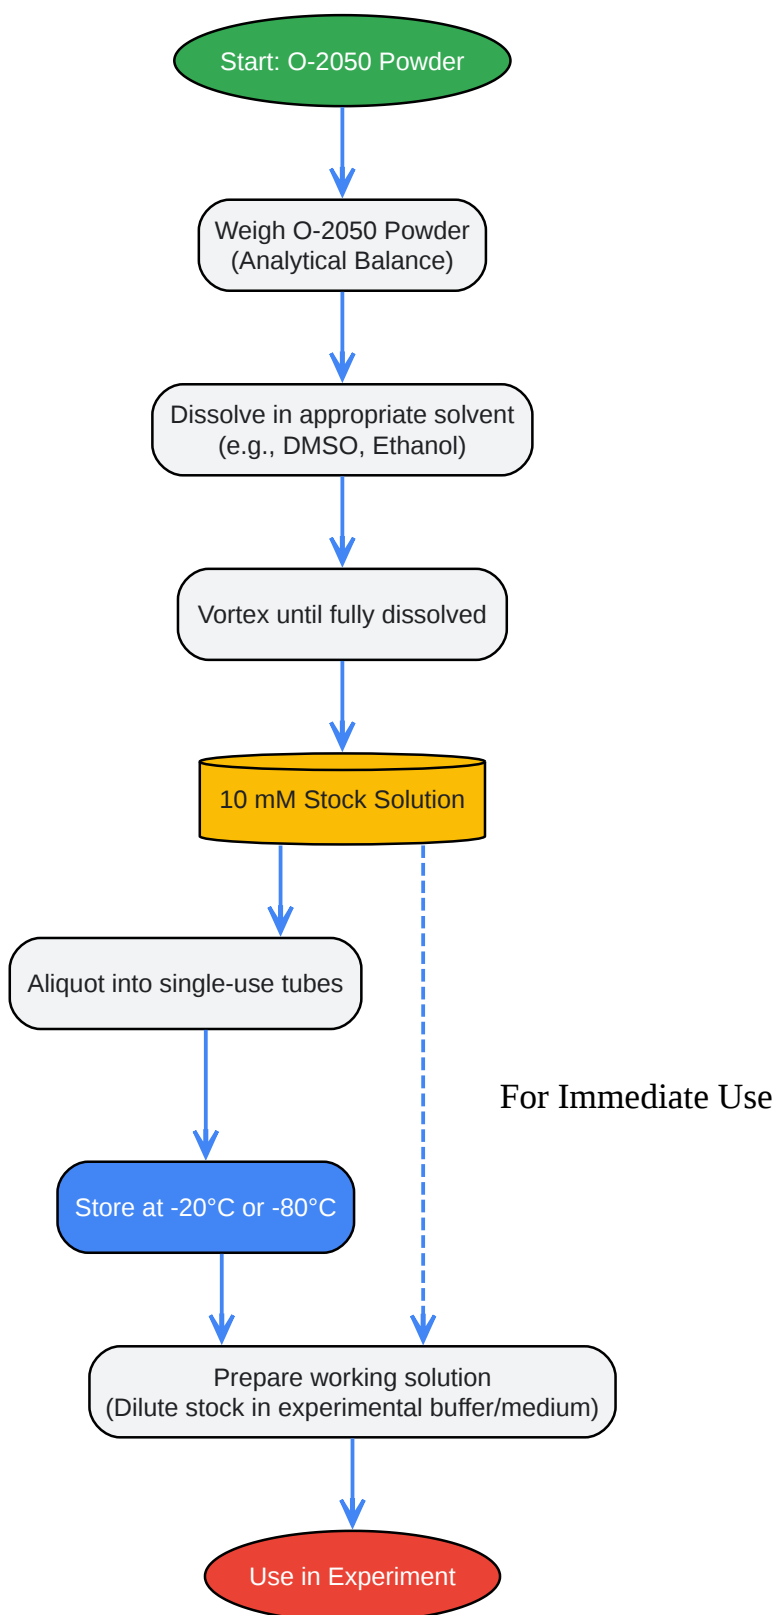 Start: O-2050 Powder
Weigh O-2050 Powder
(Analytical Balance)
Dissolve in appropriate solvent
(e.g., DMSO, Ethanol)
Vortex until fully dissolved
10 mM Stock Solution
Aliquot into single-use tubes
For Immediate Use
Store at -20°C or -80°C
Prepare working solution
(Dilute stock in experimental buffer/medium)
Use in Experiment